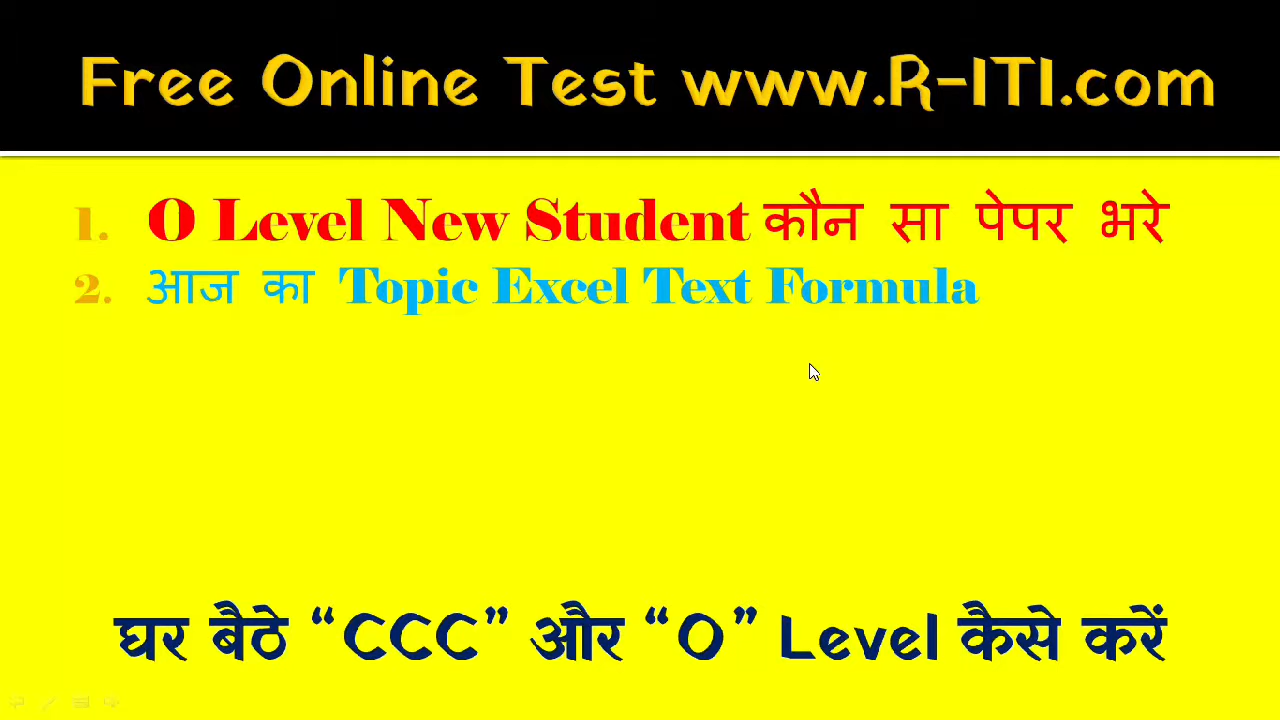 Free Online Test www.R-ITI.com
1. O Level New Student कौन सा पेपर भरे
2. आज का Topic Excel Text Formula
घर बैठे “CCC” और “O” Level कैसे करें